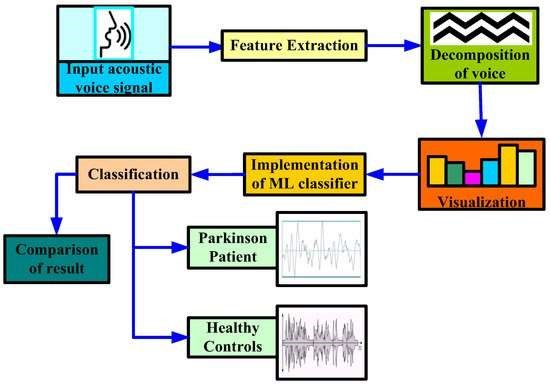 Input acoustic
voice signal
Feature Extraction
Decomposition
of voice
Visualization
Implementation
of ML classifier
Classification
Comparison
of result
Parkinson
Patient
Healthy
Controls